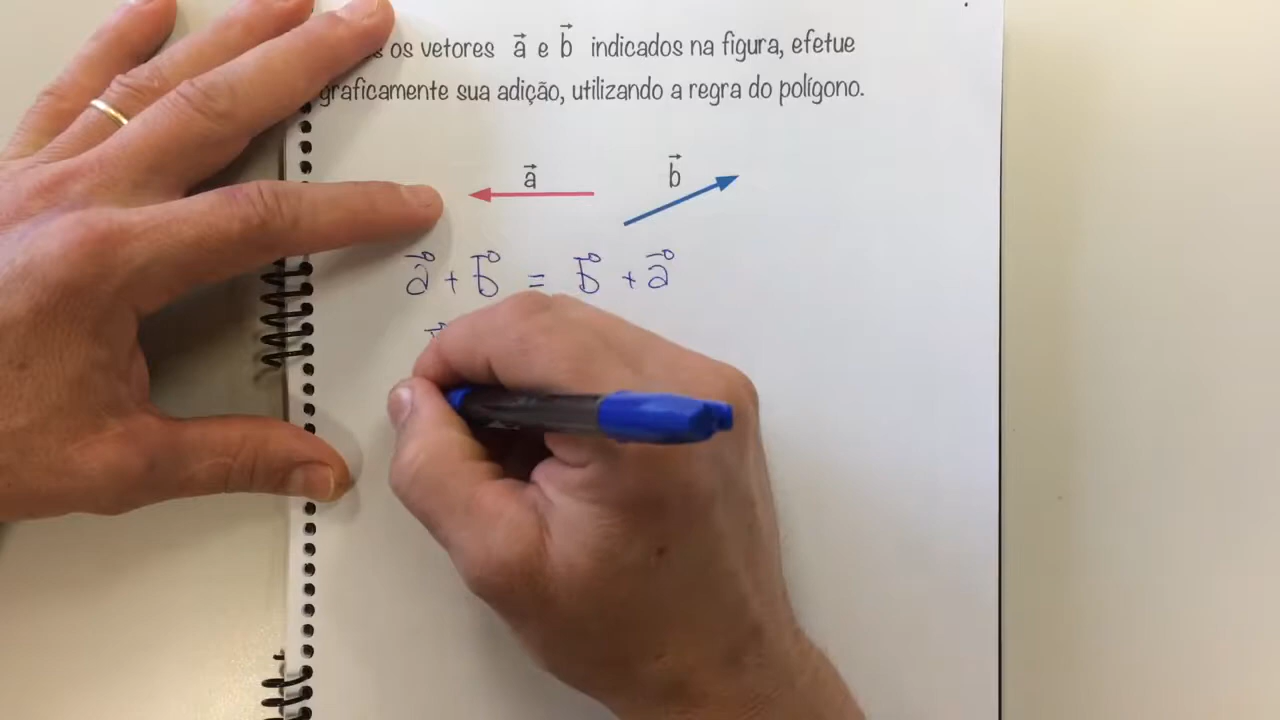 os vetores a⃗ e b⃗ indicados na figura, efetue
graficamente sua adição, utilizando a regra do polígono.
a⃗ b⃗
a⃗ + b⃗ = b⃗ + a⃗